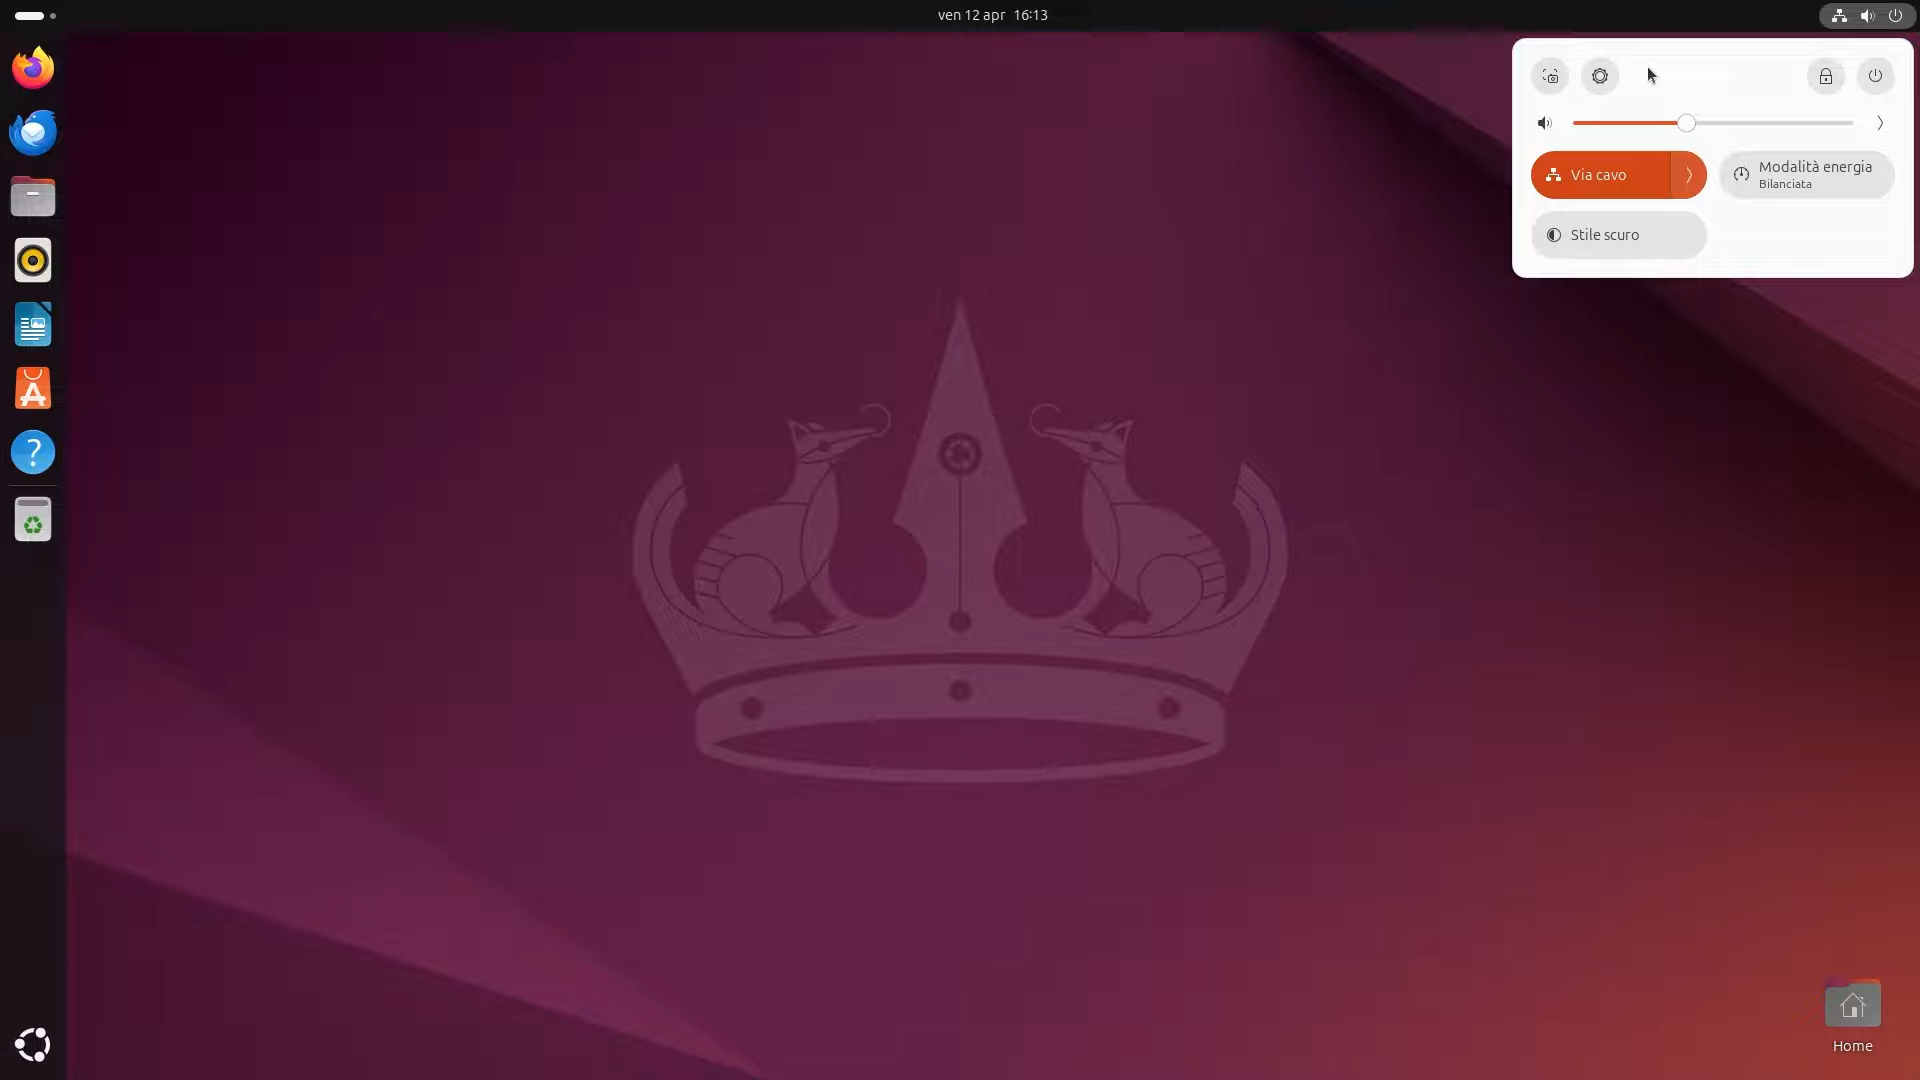 ven 12 apr 16:13
Via cavo
Modalità energia
Bilanciata
Stile scuro
Home